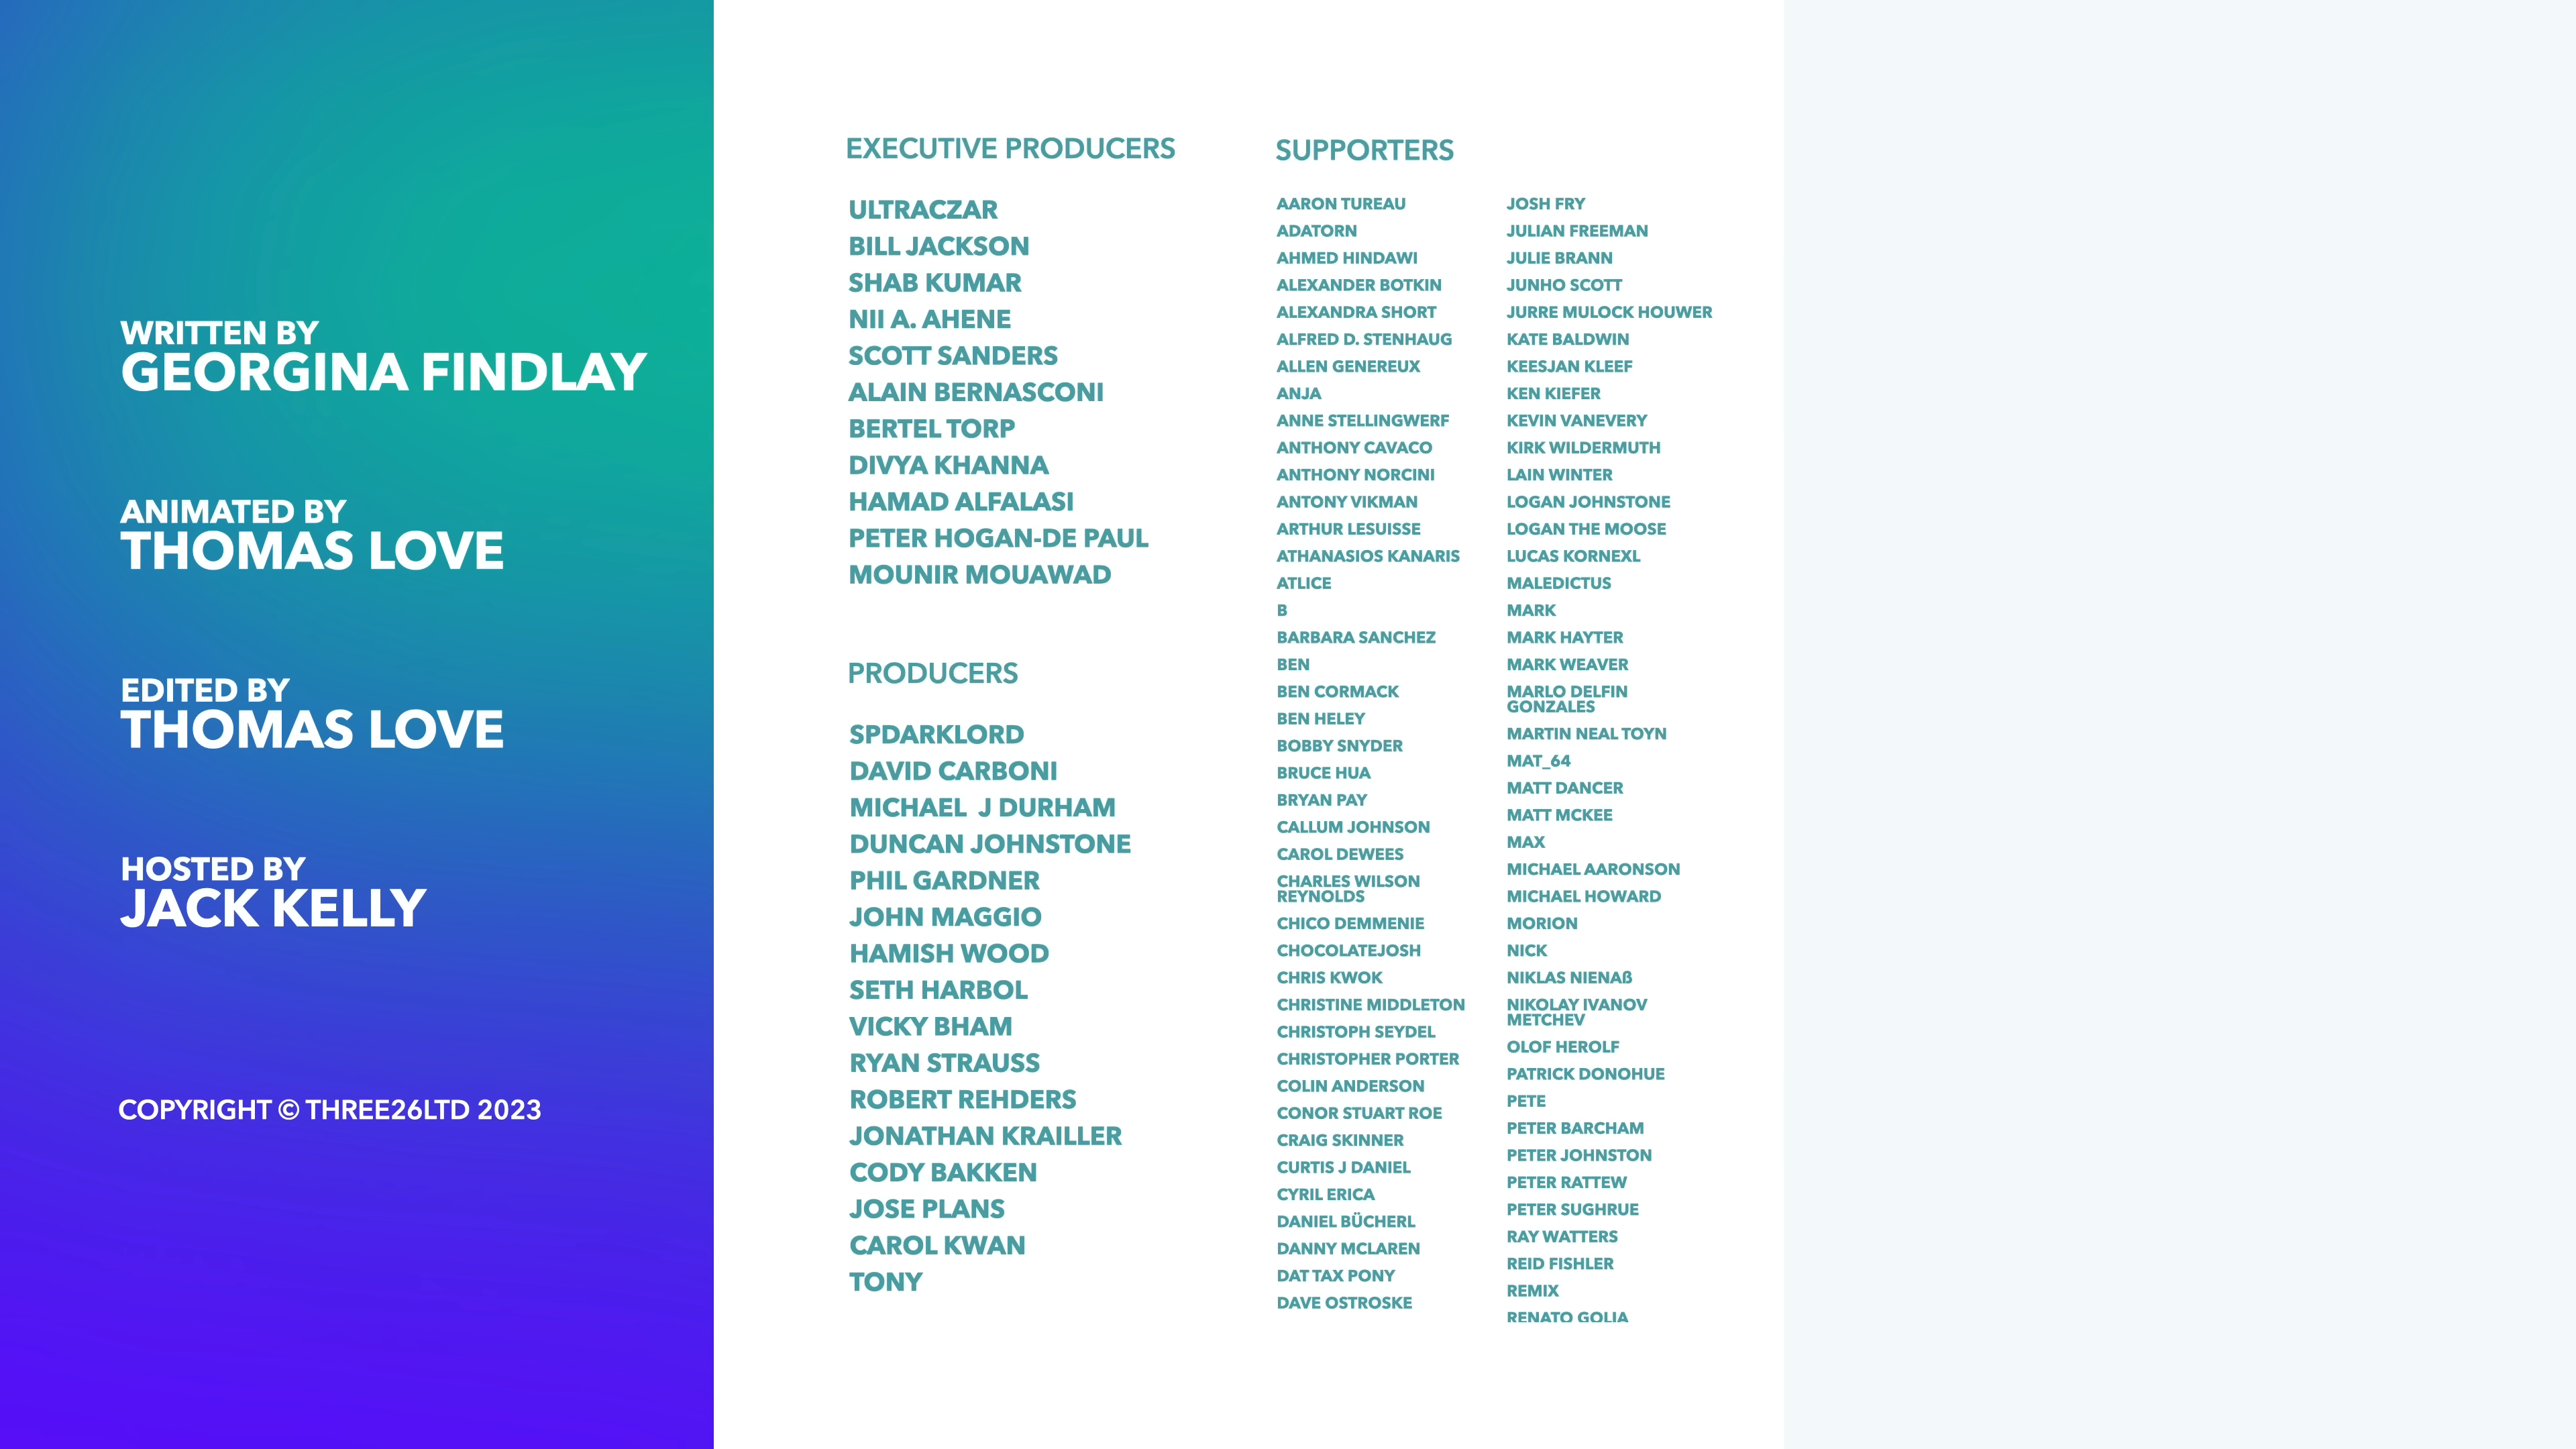 WRITTEN BY
GEORGINA FINDLAY
ANIMATED BY
THOMAS LOVE
EDITED BY
THOMAS LOVE
HOSTED BY
JACK KELLY
COPYRIGHT © THREE26LTD 2023
EXECUTIVE PRODUCERS
ULTRACZAR
BILL JACKSON
SHAB KUMAR
NII A. AHENE
SCOTT SANDERS
ALAIN BERNASCONI
BERTEL TORP
DIVYA KHANNA
HAMAD ALFALASI
PETER HOGAN-DE PAUL
MOUNIR MOUAWAD
PRODUCERS
SPDARKLORD
DAVID CARBONI
MICHAEL  J DURHAM
DUNCAN JOHNSTONE
PHIL GARDNER
JOHN MAGGIO
HAMISH WOOD
SETH HARBOL
VICKY BHAM
RYAN STRAUSS
ROBERT REHDERS
JONATHAN KRAILLER
CODY BAKKEN
JOSE PLANS
CAROL KWAN
TONY
SUPPORTERS
AARON TUREAU
ADATORN
AHMED HINDAWI
ALEXANDER BOTKIN
ALEXANDRA SHORT
ALFRED D. STENHAUG
ALLEN GENEREUX
ANJA
ANNE STELLINGWERF
ANTHONY CAVACO
ANTHONY NORCINI
ANTONY VIKMAN
ARTHUR LESUISSE
ATHANASIOS KANARIS
ATLICE
B
BARBARA SANCHEZ
BEN
BEN CORMACK
BEN HELEY
BOBBY SNYDER
BRUCE HUA
BRYAN PAY
CALLUM JOHNSON
CAROL DEWEES
CHARLES WILSON
REYNOLDS
CHICO DEMMENIE
CHOCOLATEJOSH
CHRIS KWOK
CHRISTINE MIDDLETON
CHRISTOPH SEYDEL
CHRISTOPHER PORTER
COLIN ANDERSON
CONOR STUART ROE
CRAIG SKINNER
CURTIS J DANIEL
CYRIL ERICA
DANIEL BÜCHERL
DANNY MCLAREN
DAT TAX PONY
DAVE OSTROSKE
JOSH FRY
JULIAN FREEMAN
JULIE BRANN
JUNHO SCOTT
JURRE MULOCK HOUWER
KATE BALDWIN
KEESJAN KLEEF
KEN KIEFER
KEVIN VANEVERY
KIRK WILDERMUTH
LAIN WINTER
LOGAN JOHNSTONE
LOGAN THE MOOSE
LUCAS KORNEXL
MALEDICTUS
MARK
MARK HAYTER
MARK WEAVER
MARLO DELFIN
GONZALES
MARTIN NEAL TOYN
MAT_64
MATT DANCER
MATT MCKEE
MAX
MICHAEL AARONSON
MICHAEL HOWARD
MORION
NICK
NIKLAS NIENAß
NIKOLAY IVANOV
METCHEV
OLOF HEROLF
PATRICK DONOHUE
PETE
PETER BARCHAM
PETER JOHNSTON
PETER RATTEW
PETER SUGHRUE
RAY WATTERS
REID FISHLER
REMIX
RENATO GOLIA